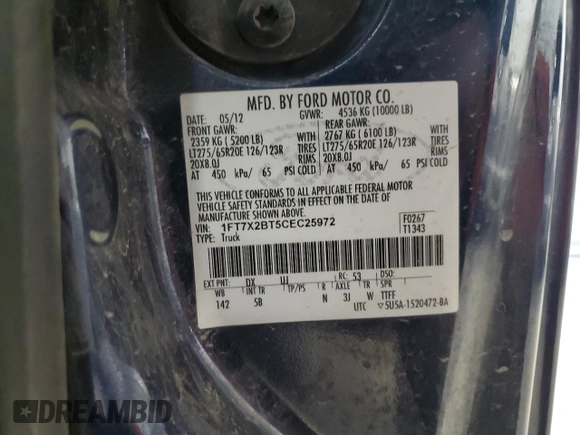 MFD. BY FORD MOTOR CO.
DATE: 05/12 GVWR: 4536 KG (10000 LB)
FRONT GAWR: REAR GAWR:
2359 KG ( 5200 LB) WITH 2767 KG ( 6100 LB) WITH
LT275/65R20E 126/123R TIRES LT275/65R20E 126/123R TIRES
20X8.0J RIMS 20X8.0J RIMS
AT 450 kPa/ 65 PSI COLD AT 450 kPa/ 65 PSI COLD
THIS VEHICLE CONFORMS TO ALL APPLICABLE FEDERAL MOTOR
VEHICLE SAFETY STANDARDS IN EFFECT ON THE DATE OF
MANUFACTURE SHOWN ABOVE.
VIN: 1FT7X2BT5CEC25972 F0267
TYPE: Truck T1343
EXT PNT: DX UJ RC: 53 DSO:
WB INT TR TP/PS R AXLE TR SPR
142 5B N 3J W TTFF
UTC ▽5U5A-1520472-BA
DREAMBID